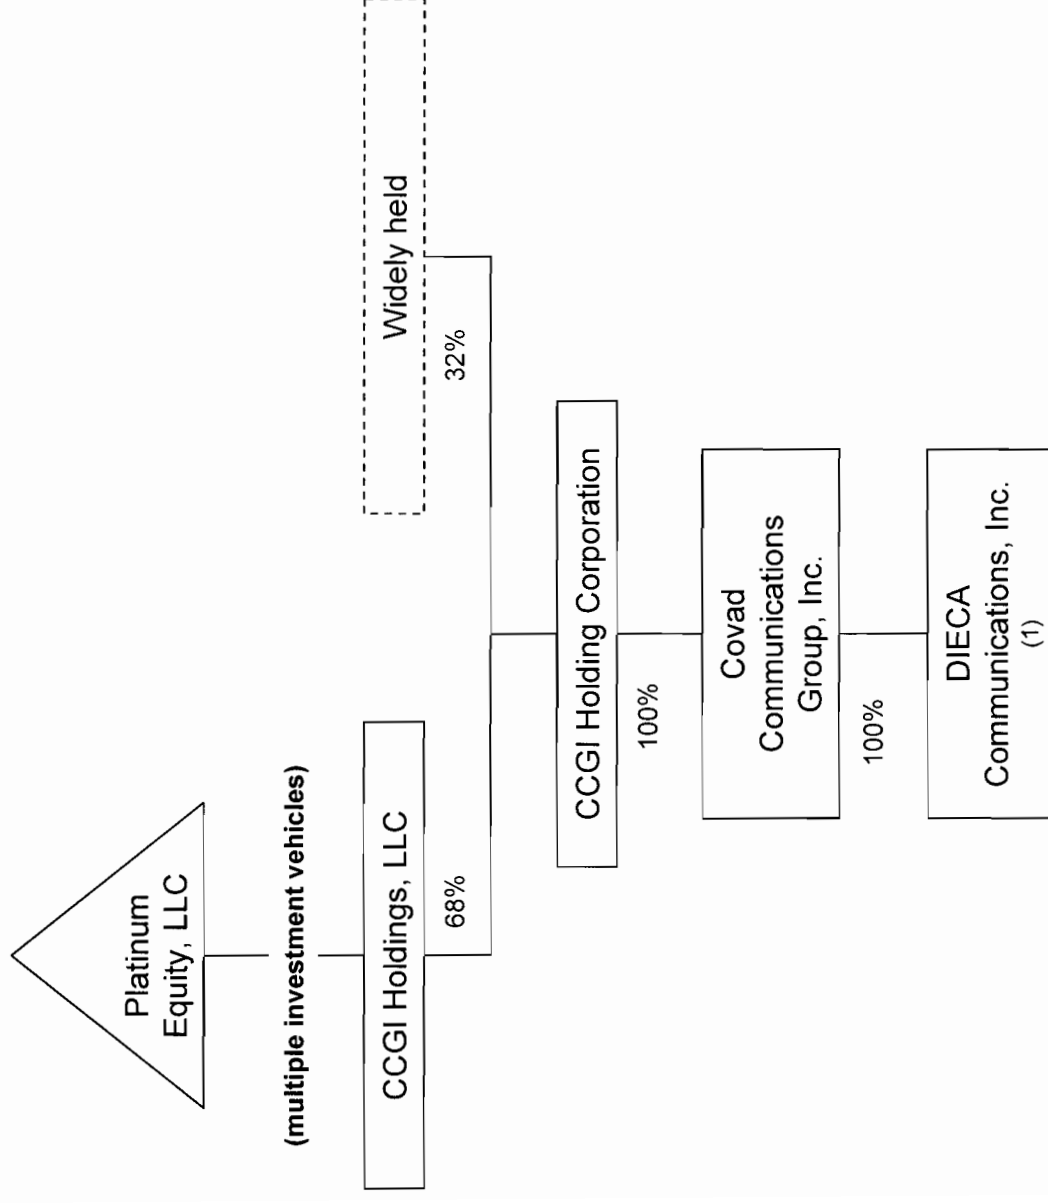 Platinum
Equity, LLC
(multiple investment vehicles)
CCGI Holdings, LLC
Widely held
68%
32%
CCGI Holding Corporation
100%
Covad
Communications
Group, Inc.
100%
DIECA
Communications, Inc.
(1)